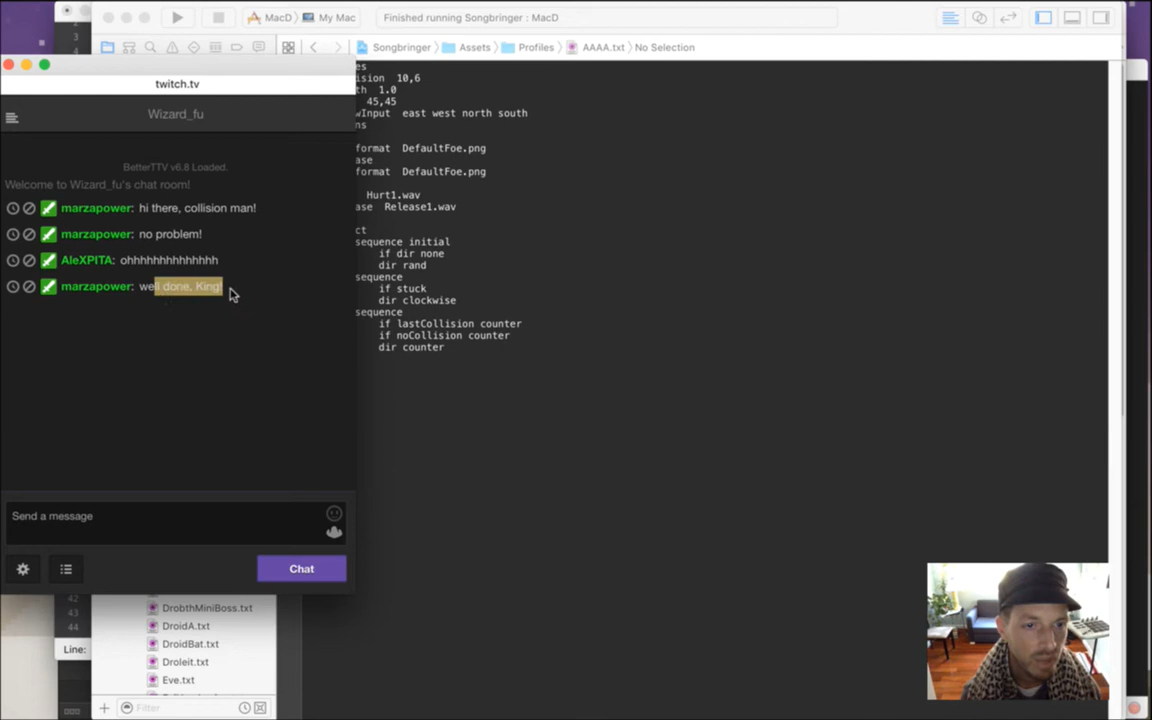 MacD
My Mac
Finished running Songbringer : MacD
Songbringer
Assets
Profiles
AAAA.txt
No Selection
twitch.tv
Wizard_fu
BetterTTV v6.8 Loaded.
Welcome to Wizard_fu's chat room!
marzapower: hi there, collision man!
marzapower: no problem!
AleXPITA: ohhhhhhhhhhhhhh
marzapower: well done, King!
Send a message
Chat
es
ision 10,6
th 1.0
45,45
wInput east west north south
ns
format DefaultFoe.png
ase
format DefaultFoe.png
Hurt1.wav
ase Release1.wav
ct
sequence initial
if dir none
dir rand
sequence
if stuck
dir clockwise
sequence
if lastCollision counter
if noCollision counter
dir counter
3
4
42
43
44
Line:
DrobthMiniBoss.txt
DroidA.txt
DroidBat.txt
Droleit.txt
Eve.txt
Filter